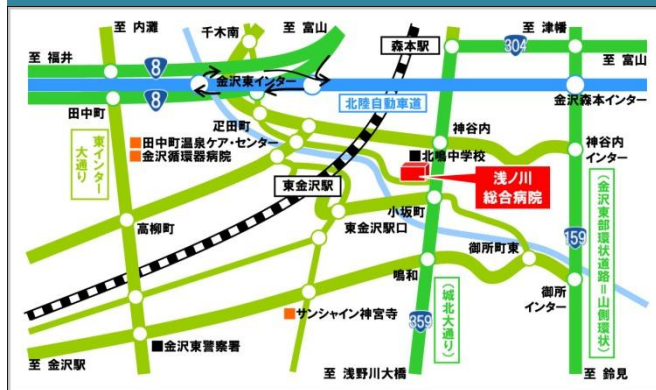 至 内灘
千木南
至 富山
至 津幡
至 福井
8
森本駅
304
至 富山
金沢東インター
8
北陸自動車道
金沢森本インター
田中町
疋田町
神谷内
東インター大通り
■田中町温泉ケア・センター
■金沢循環器病院
■北鳴中学校
神谷内インター
東金沢駅
浅ノ川
総合病院
小坂町
高柳町
東金沢駅口
御所町東
159
(金沢東部環状道路=山側環状)
鳴和
(城北大通り)
御所インター
■サンシャイン神宮寺
359
■金沢東警察署
至 金沢駅
至 浅野川大橋
至 鈴見